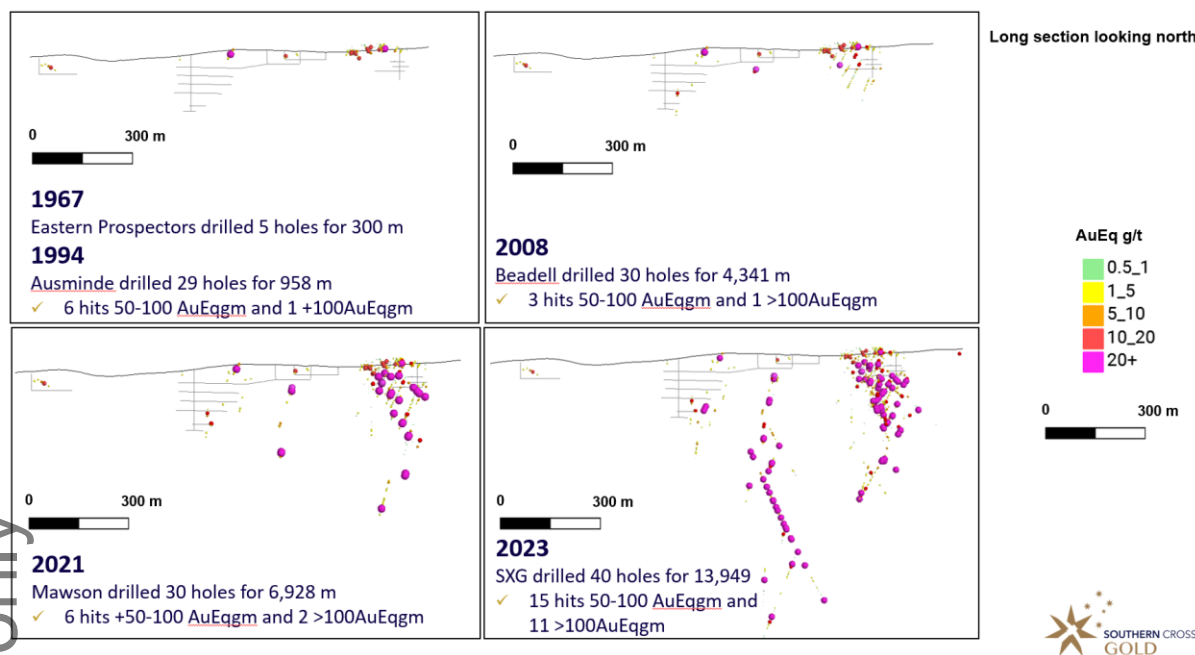 Long section looking north
0 300 m
1967
Eastern Prospectors drilled 5 holes for 300 m
1994
Ausminde drilled 29 holes for 958 m
✓ 6 hits 50-100 AuEqgm and 1 +100AuEqgm
0 300 m
2008
Beadell drilled 30 holes for 4,341 m
✓ 3 hits 50-100 AuEqgm and 1 >100AuEqgm
0 300 m
2021
Mawson drilled 30 holes for 6,928 m
✓ 6 hits +50-100 AuEqgm and 2 >100AuEqgm
0 300 m
2023
SXG drilled 40 holes for 13,949
✓ 15 hits 50-100 AuEqgm and
11 >100AuEqgm
AuEq g/t
0.5_1
1_5
5_10
10_20
20+
0 300 m
SOUTHERN CROSS
GOLD